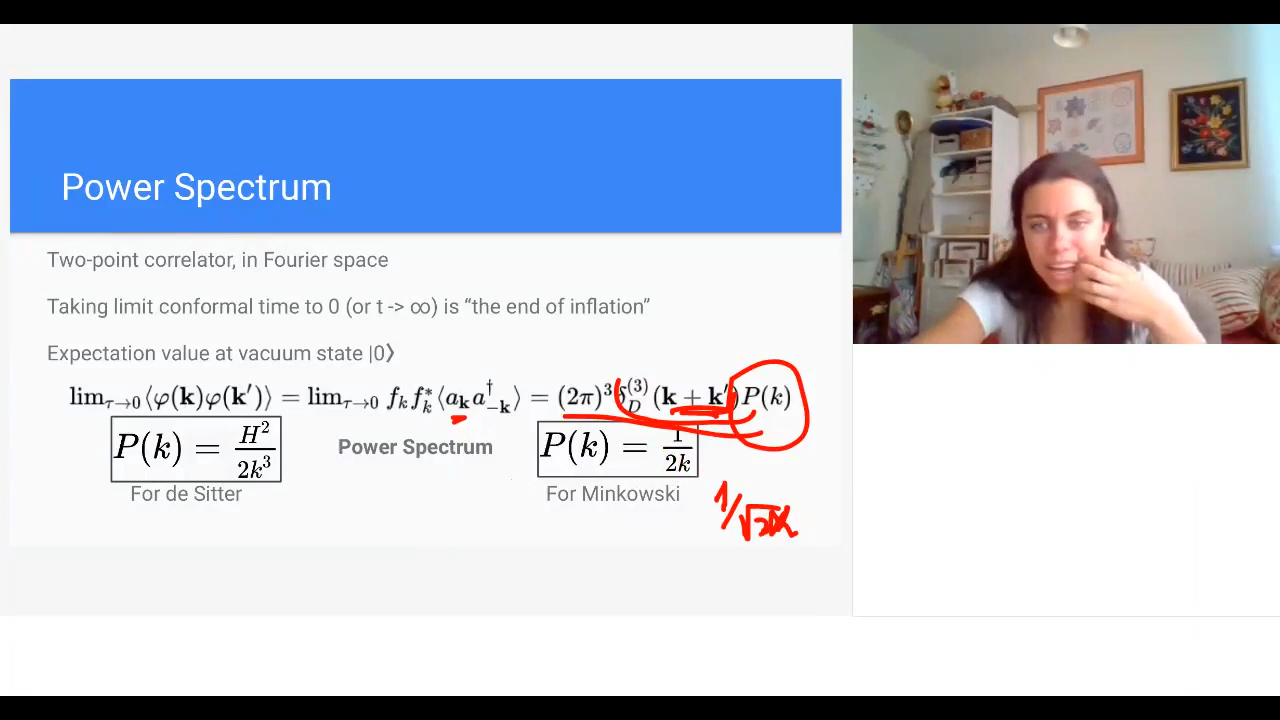 Power Spectrum
Two-point correlator, in Fourier space
Taking limit conformal time to 0 (or t -> ∞) is “the end of inflation”
Expectation value at vacuum state |0⟩
lim_{τ→0}⟨φ(𝐤)φ(𝐤′)⟩ = lim_{τ→0} f_k f_k^*⟨a_𝐤 a_{-𝐤}^†⟩ = (2π)^3 δ_D^{(3)}(𝐤 + 𝐤′)P(k)
P(k) = H^2/2k^3
Power Spectrum
P(k) = 1/2k
For de Sitter
For Minkowski
1/√2k